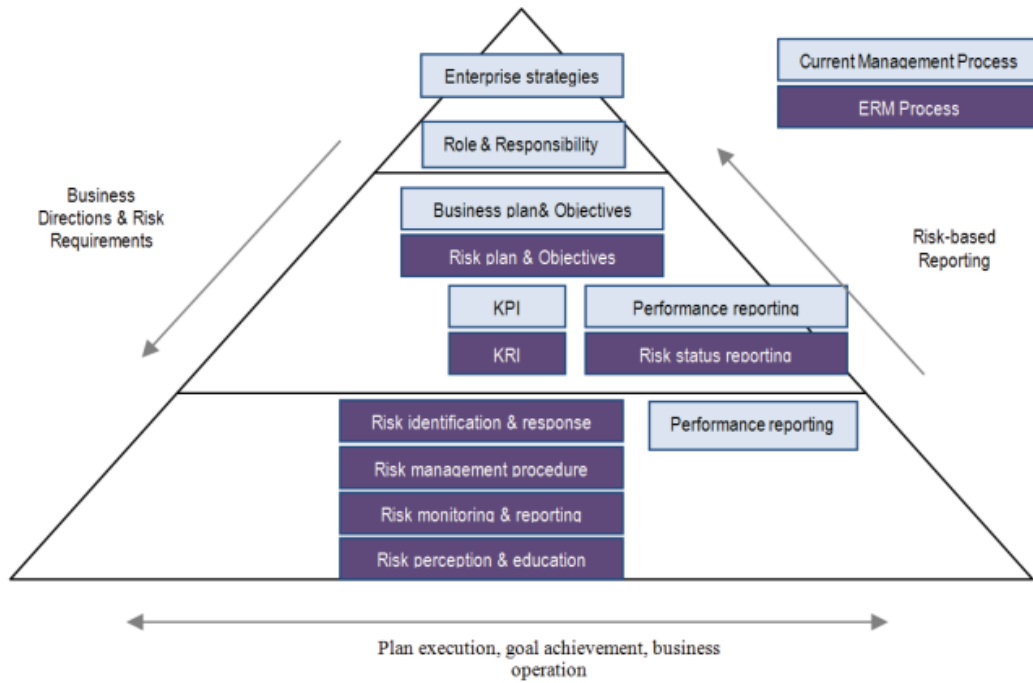 Enterprise strategies
Current Management Process
ERM Process
Role & Responsibility
Business
Directions & Risk
Requirements
Business plan& Objectives
Risk plan & Objectives
Risk-based
Reporting
KPI
Performance reporting
KRI
Risk status reporting
Risk identification & response
Performance reporting
Risk management procedure
Risk monitoring & reporting
Risk perception & education
Plan execution, goal achievement, business
operation